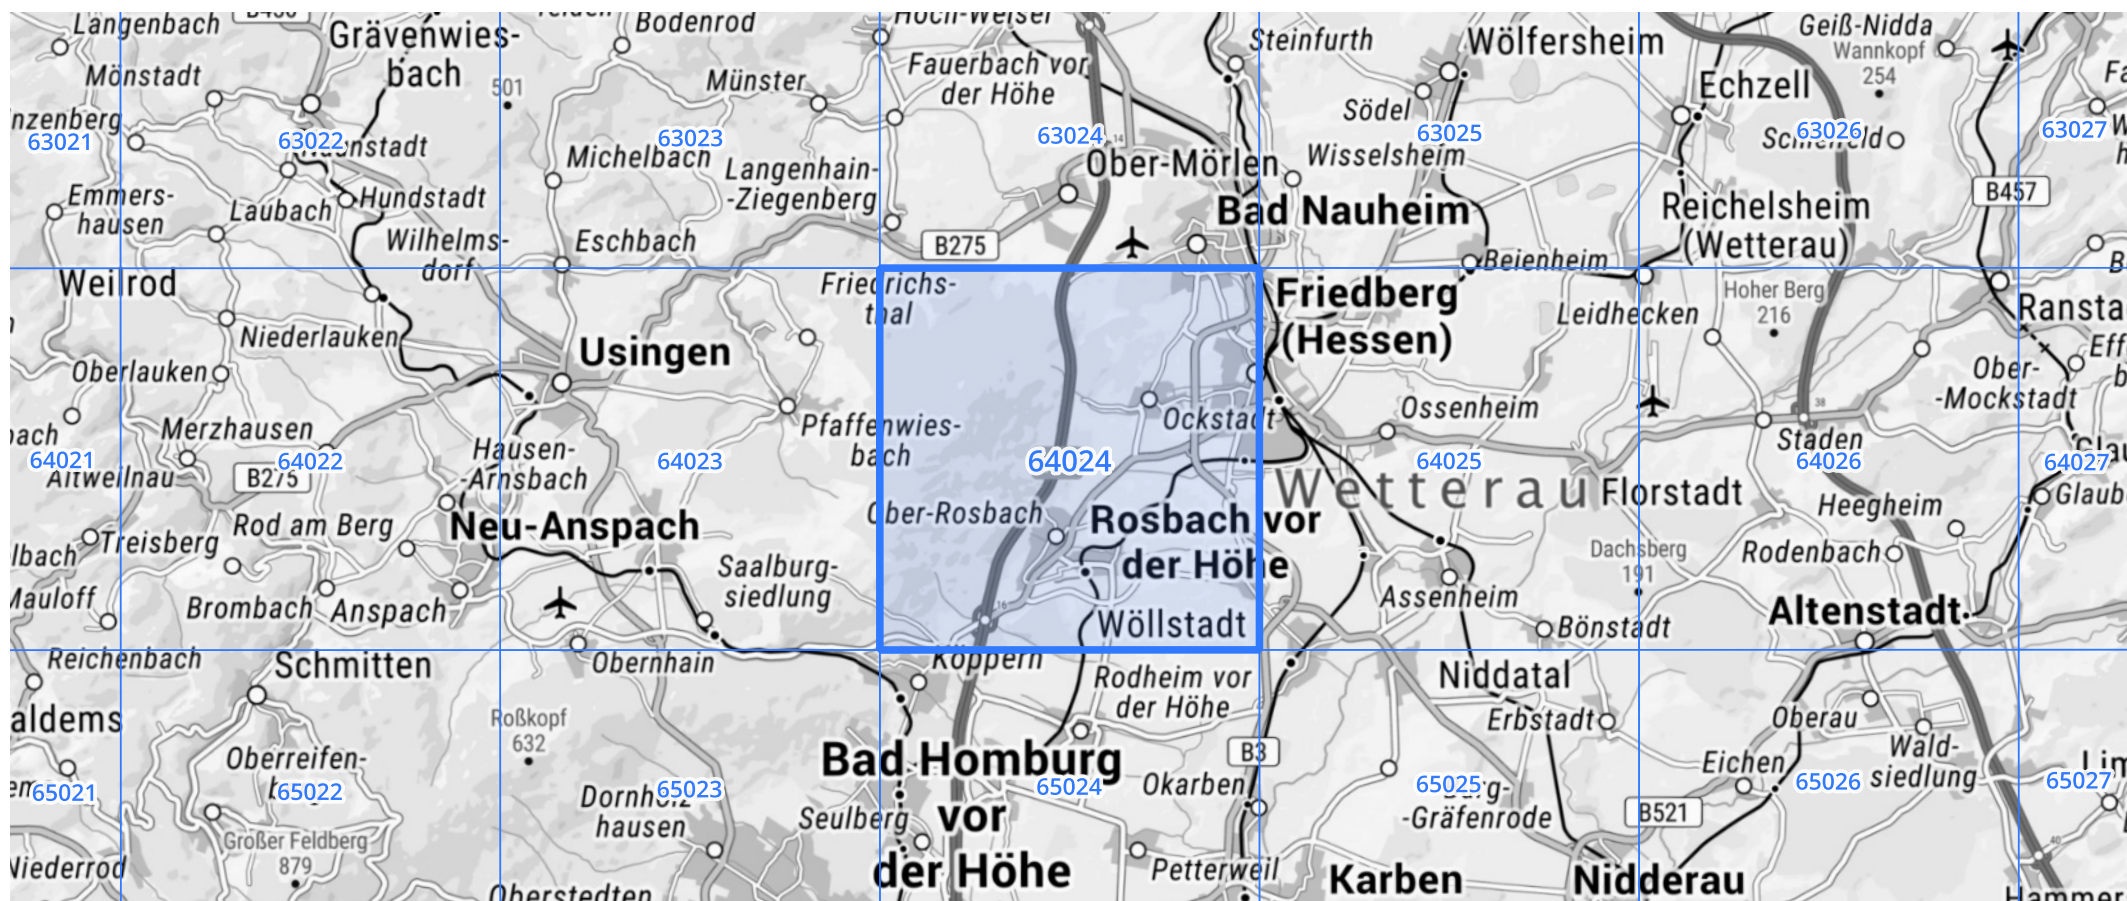 Langenbach
Grävenwies-
bach
Bodenrod
Steinfurth
Wölfersheim
Geiß-Nidda
Wannkopf
254
Mönstadt
501
Münster
Fauerbach vor
der Höhe
Södel
Echzell
63021
63022
63023
63024
14
63025
63026
63027
Michelbach
Langenhain-
-Ziegenberg
Ober-Mörlen
Wisselsheim
Emmers-
hausen
Laubach
Hundstadt
Wilhelms-
dorf
Eschbach
B275
Bad Nauheim
Reichelsheim
(Wetterau)
B457
Beienheim
Weilrod
Niederlauken
Friedrichs-
thal
Friedberg
(Hessen)
Leidhecken
Hoher Berg
216
Ransta
Oberlauken
Usingen
Ober-
-Mockstadt
Merzhausen
Pfaffenwies-
bach
Ockstadt
Ossenheim
38
Staden
64021
64022
64023
64024
64025
64026
64027
Altweilnau
B275
Hausen-
-Arnsbach
Wetterau
Florstadt
Glaub
Heegheim
Treisberg
Rod am Berg
Neu-Anspach
Ober-Rosbach
Rosbach vor
der Höhe
Dachsberg
191
Rodenbach
Mauloff
Brombach
Anspach
Saalburg-
siedlung
16
Wöllstadt
Assenheim
Bönstadt
Altenstadt
Reichenbach
Schmitten
Obernhain
Köppern
Rodheim vor
der Höhe
Niddatal
Erbstadt
Oberau
Roßkopf
632
Oberreifen-
Bad Homburg
vor
der Höhe
B3
Okarben
Eichen
Wald-
siedlung
65021
65022
65023
65024
65025
65026
65027
Dornholz-
hausen
Seulberg
-Gräfenrode
B521
Großer Feldberg
879
Niederrod
Oberstedten
Petterweil
Karben
Nidderau
40
Hammer